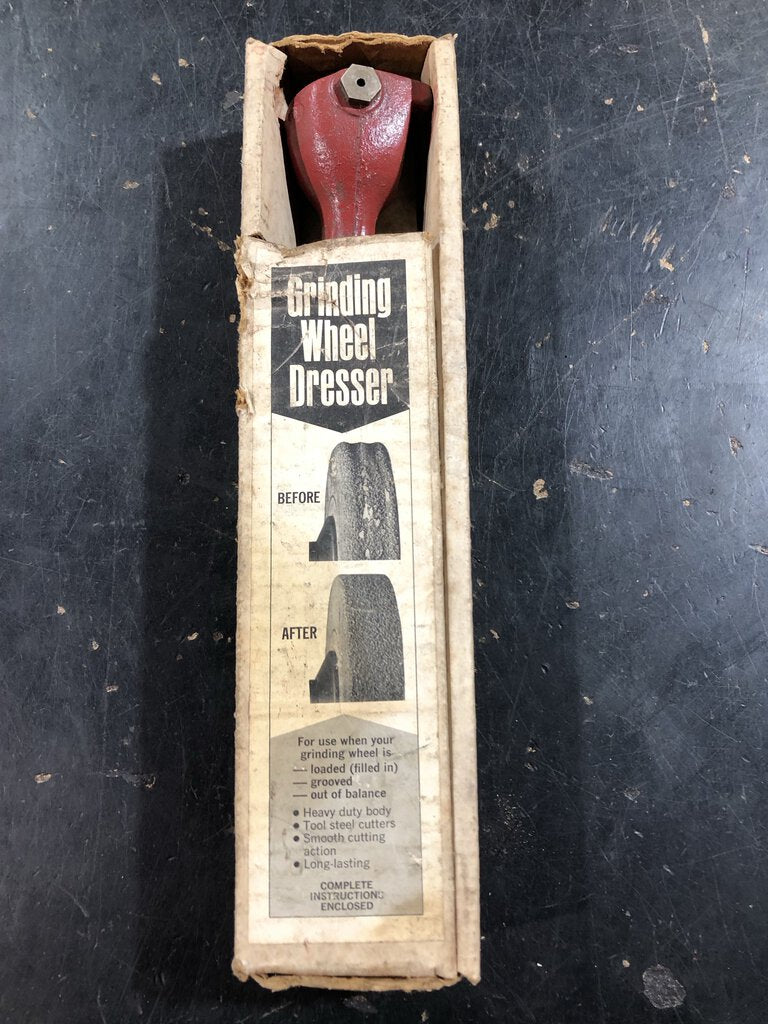 Grinding
Wheel
Dresser
BEFORE
AFTER
For use when your
grinding wheel is
— loaded (filled in)
— grooved
— out of balance
• Heavy duty body
• Tool steel cutters
• Smooth cutting
action
• Long-lasting
COMPLETE
INSTRUCTIONS
ENCLOSED